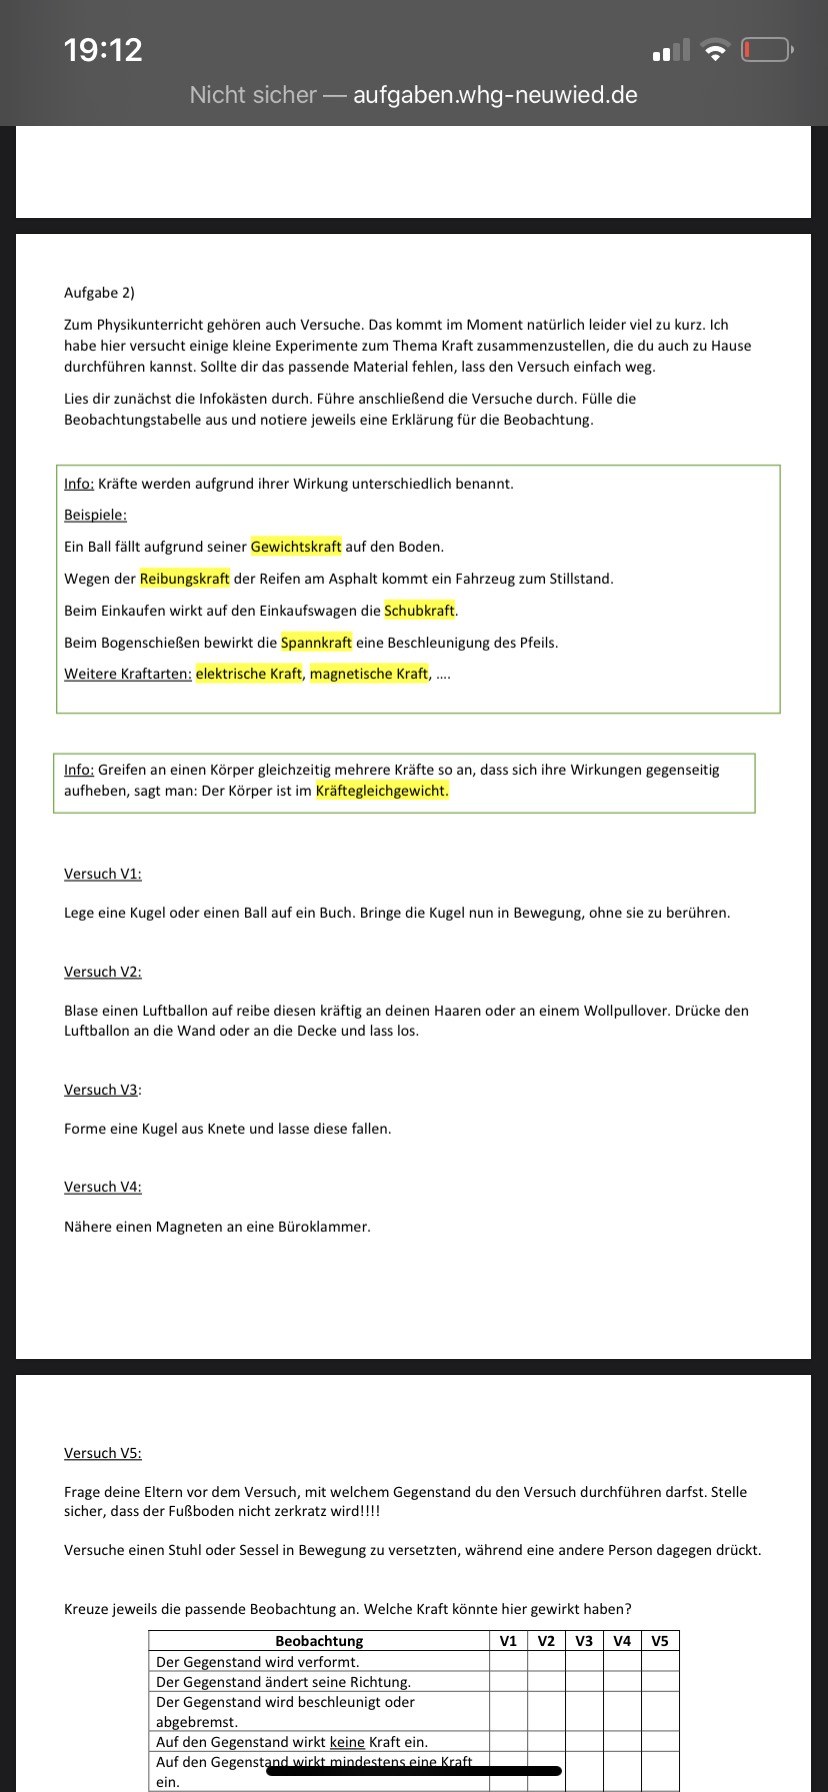 19:12
Nicht sicher — aufgaben.whg-neuwied.de
Aufgabe 2)
Zum Physikunterricht gehören auch Versuche. Das kommt im Moment natürlich leider viel zu kurz. Ich
habe hier versucht einige kleine Experimente zum Thema Kraft zusammenzustellen, die du auch zu Hause
durchführen kannst. Sollte dir das passende Material fehlen, lass den Versuch einfach weg.
Lies dir zunächst die Infokästen durch. Führe anschließend die Versuche durch. Fülle die
Beobachtungstabelle aus und notiere jeweils eine Erklärung für die Beobachtung.
Info: Kräfte werden aufgrund ihrer Wirkung unterschiedlich benannt.
Beispiele:
Ein Ball fällt aufgrund seiner Gewichtskraft auf den Boden.
Wegen der Reibungskraft der Reifen am Asphalt kommt ein Fahrzeug zum Stillstand.
Beim Einkaufen wirkt auf den Einkaufswagen die Schubkraft.
Beim Bogenschießen bewirkt die Spannkraft eine Beschleunigung des Pfeils.
Weitere Kraftarten: elektrische Kraft, magnetische Kraft, ....
Info: Greifen an einen Körper gleichzeitig mehrere Kräfte so an, dass sich ihre Wirkungen gegenseitig
aufheben, sagt man: Der Körper ist im Kräftegleichgewicht.
Versuch V1:
Lege eine Kugel oder einen Ball auf ein Buch. Bringe die Kugel nun in Bewegung, ohne sie zu berühren.
Versuch V2:
Blase einen Luftballon auf reibe diesen kräftig an deinen Haaren oder an einem Wollpullover. Drücke den
Luftballon an die Wand oder an die Decke und lass los.
Versuch V3:
Forme eine Kugel aus Knete und lasse diese fallen.
Versuch V4:
Nähere einen Magneten an eine Büroklammer.
Versuch V5:
Frage deine Eltern vor dem Versuch, mit welchem Gegenstand du den Versuch durchführen darfst. Stelle
sicher, dass der Fußboden nicht zerkratz wird!!!!
Versuche einen Stuhl oder Sessel in Bewegung zu versetzten, während eine andere Person dagegen drückt.
Kreuze jeweils die passende Beobachtung an. Welche Kraft könnte hier gewirkt haben?
Beobachtung V1 V2 V3 V4 V5
Der Gegenstand wird verformt.
Der Gegenstand ändert seine Richtung.
Der Gegenstand wird beschleunigt oder
abgebremst.
Auf den Gegenstand wirkt keine Kraft ein.
Auf den Gegenstand wirkt mindestens eine Kraft
ein.